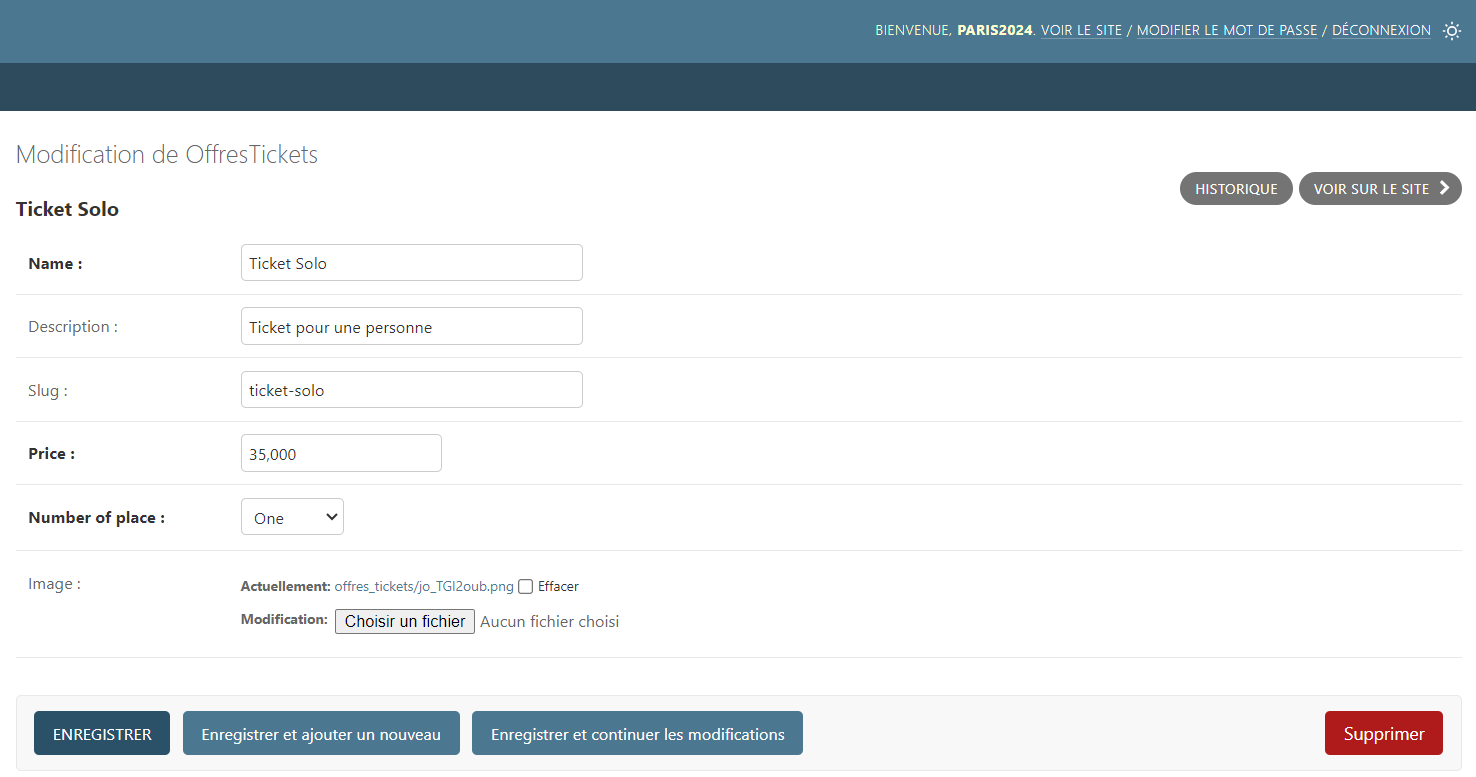 BIENVENUE, PARIS2024. VOIR LE SITE / MODIFIER LE MOT DE PASSE / DÉCONNEXION
Modification de OffresTickets
HISTORIQUE VOIR SUR LE SITE
Ticket Solo
Name : Ticket Solo
Description : Ticket pour une personne
Slug : ticket-solo
Price : 35,000
Number of place : One
Image : Actuellement: offres_tickets/jo_TGI2oub.png Effacer
Modification: Choisir un fichier Aucun fichier choisi
ENREGISTRER Enregistrer et ajouter un nouveau Enregistrer et continuer les modifications Supprimer